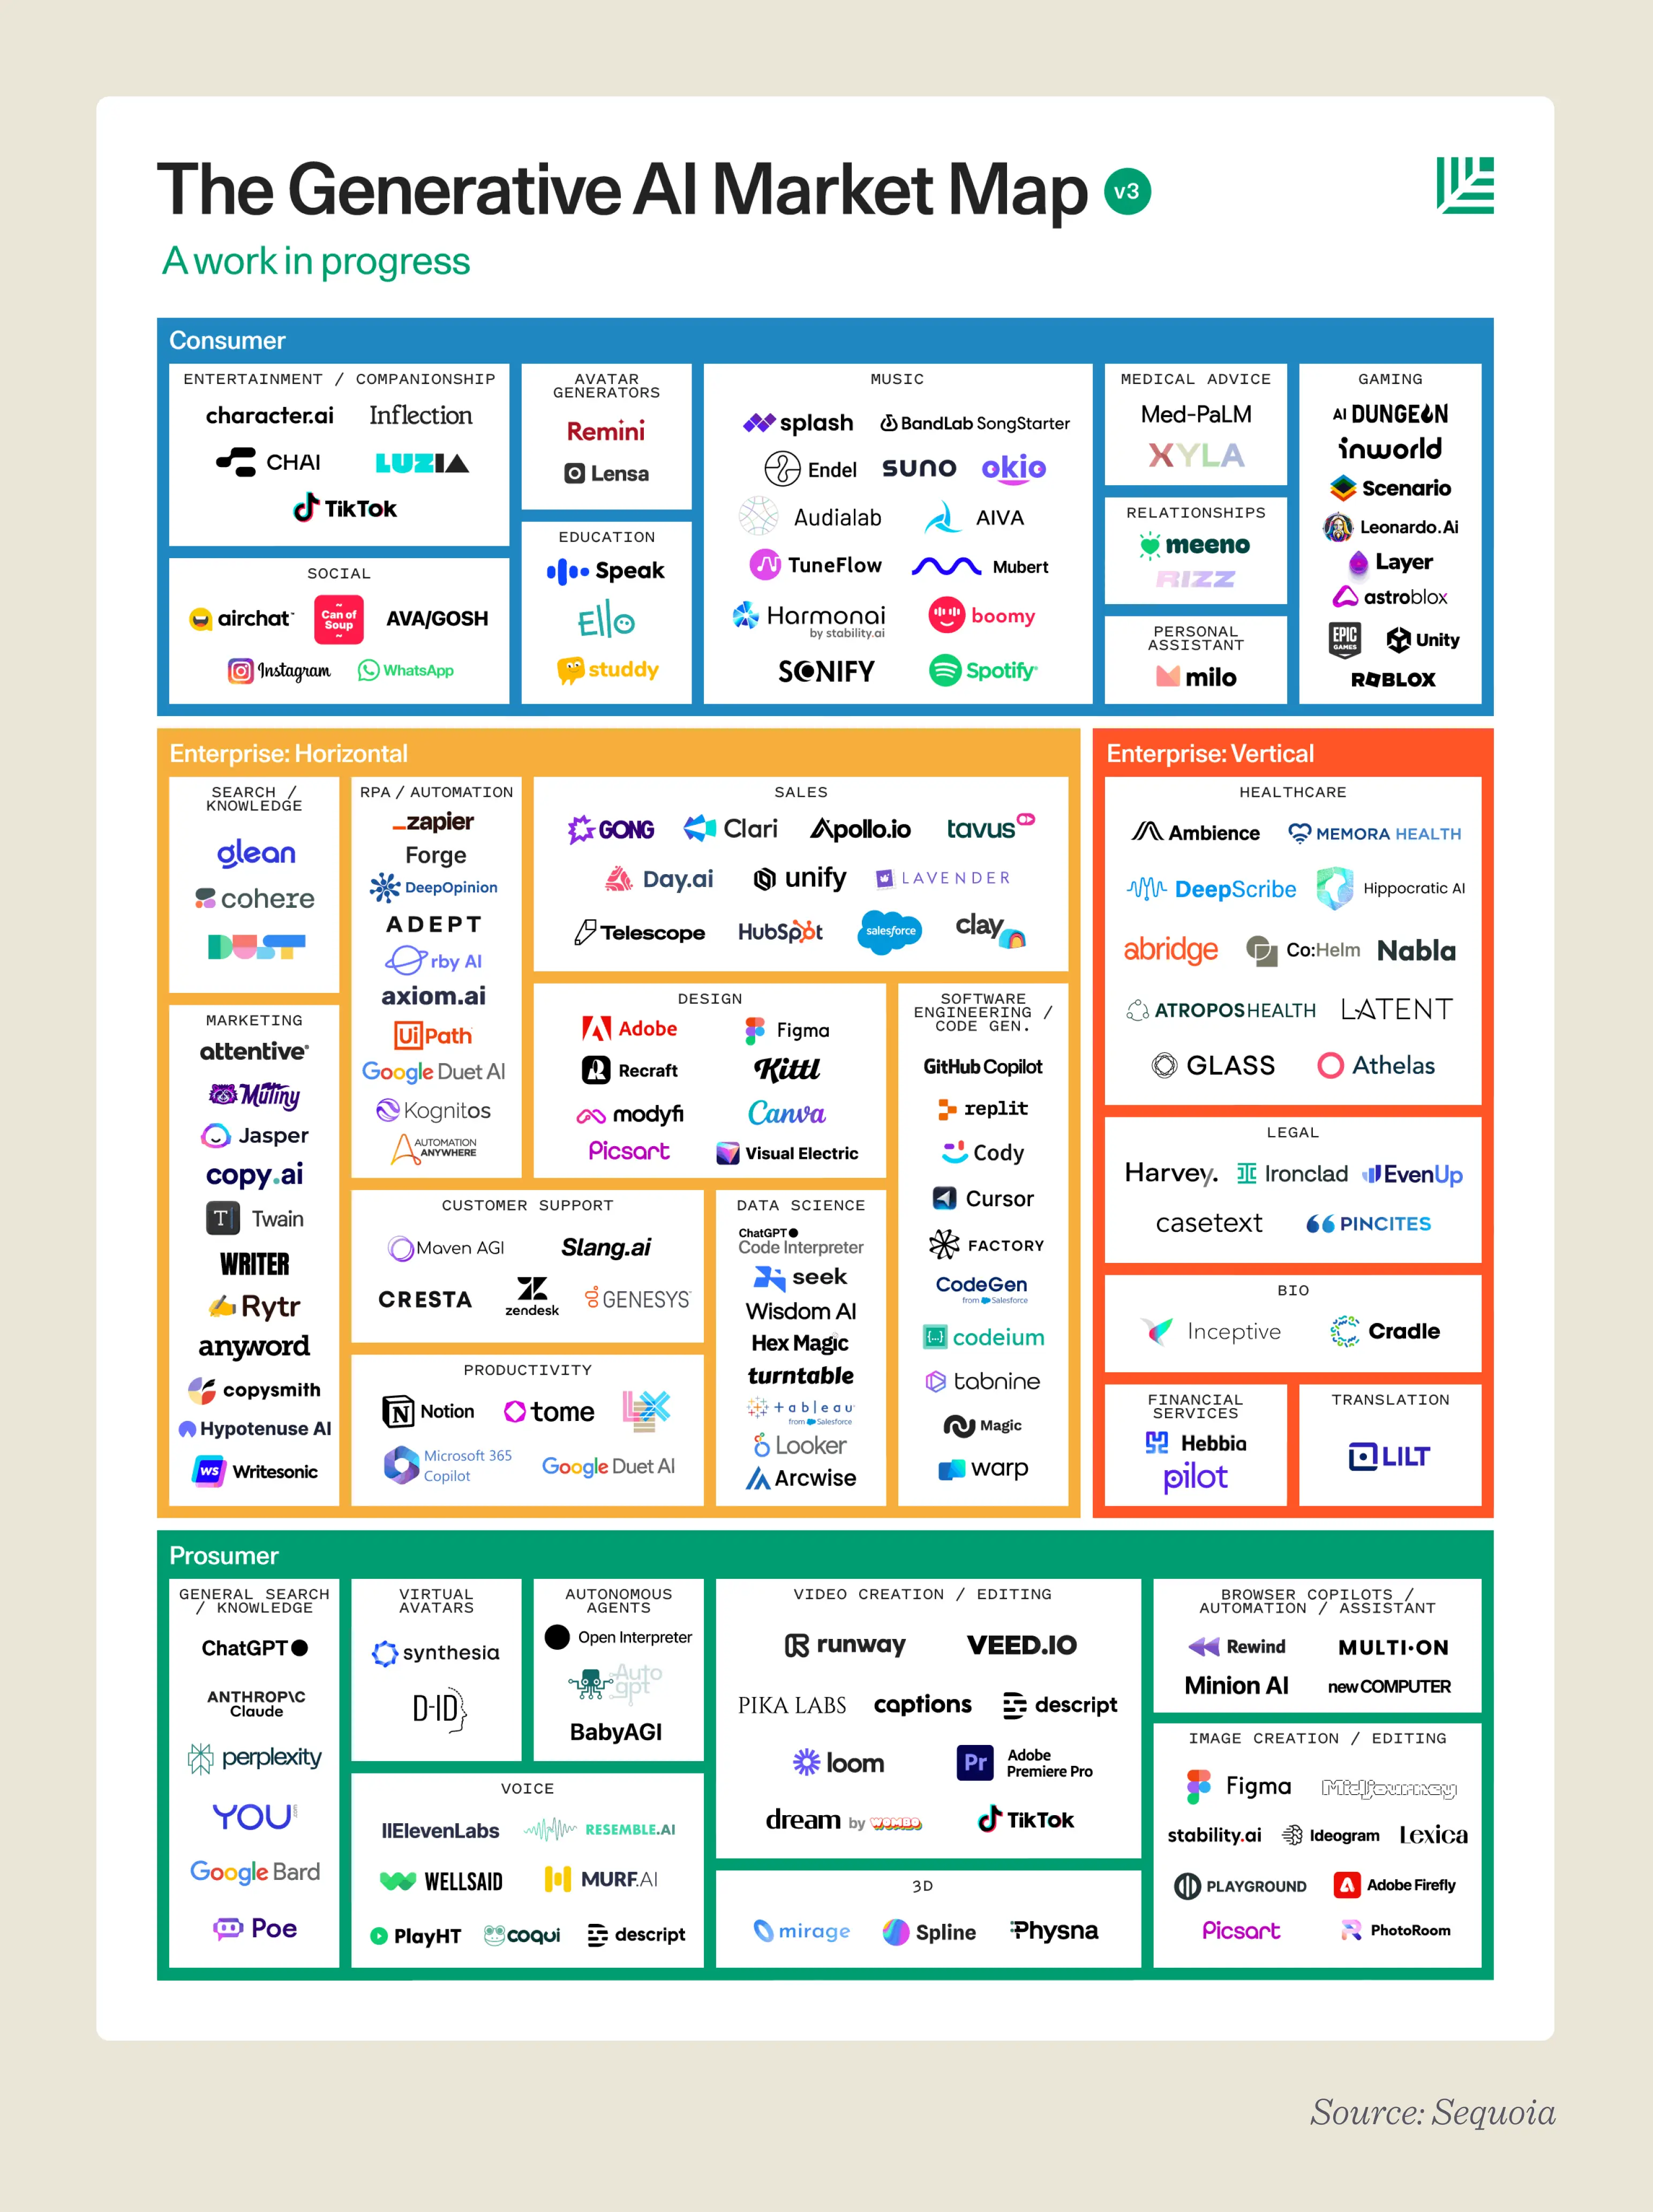 The Generative AI Market Map v3
A work in progress
Consumer
ENTERTAINMENT / COMPANIONSHIP
character.ai Inflection
CHAI LUZIA
TikTok
SOCIAL
airchat Can of Soup AVA/GOSH
Instagram WhatsApp
AVATAR
GENERATORS
Remini
Lensa
EDUCATION
Speak
Ello
studdy
MUSIC
splash BandLab SongStarter
Endel suno okio
Audialab AIVA
TuneFlow Mubert
Harmonai boomy
by stability.ai
SONIFY Spotify
MEDICAL ADVICE
Med-PaLM
XYLA
RELATIONSHIPS
meeno
RIZZ
PERSONAL
ASSISTANT
milo
GAMING
AI DUNGEON
inworld
Scenario
Leonardo.Ai
Layer
astroblox
EPIC GAMES Unity
ROBLOX
Enterprise: Horizontal
SEARCH /
KNOWLEDGE
glean
cohere
DUST
MARKETING
attentive
Mutiny
Jasper
copy.ai
T Twain
WRITER
Rytr
anyword
copysmith
Hypotenuse AI
WS Writesonic
RPA / AUTOMATION
_zapier
Forge
DeepOpinion
ADEPT
rby AI
axiom.ai
UiPath
Google Duet AI
Kognitos
AUTOMATION
ANYWHERE
SALES
GONG Clari Apollo.io tavus
Day.ai unify LAVENDER
Telescope HubSpot salesforce clay
DESIGN
Adobe Figma
Recraft Kittl
modyfi Canva
Picsart Visual Electric
CUSTOMER SUPPORT
Maven AGI Slang.ai
CRESTA zendesk GENESYS
PRODUCTIVITY
Notion tome LEX
Microsoft 365
Copilot
Google Duet AI
DATA SCIENCE
ChatGPT
Code Interpreter
seek
Wisdom AI
Hex Magic
turntable
+ableau
from Salesforce
Looker
Arcwise
SOFTWARE
ENGINEERING /
CODE GEN.
GitHub Copilot
replit
Cody
Cursor
FACTORY
CodeGen
from Salesforce
{...} codeium
tabnine
Magic
warp
Enterprise: Vertical
HEALTHCARE
Ambience MEMORA HEALTH
DeepScribe Hippocratic AI
abridge Co:Helm Nabla
ATROPOS HEALTH LATENT
GLASS Athelas
LEGAL
Harvey. Ironclad EvenUp
casetext PINCITES
BIO
Inceptive Cradle
FINANCIAL
SERVICES
Hebbia
pilot
TRANSLATION
LILT
Prosumer
GENERAL SEARCH
/ KNOWLEDGE
ChatGPT
ANTHROP\C
Claude
perplexity
YOU.com
Google Bard
Poe
VIRTUAL
AVATARS
synthesia
D-ID
AUTONOMOUS
AGENTS
Open Interpreter
Auto
gpt
BabyAGI
VOICE
IIElevenLabs RESEMBLE.AI
WELLSAID MURF.AI
PlayHT coqui descript
VIDEO CREATION / EDITING
runway VEED.IO
PIKA LABS captions descript
loom Pr Adobe
Premiere Pro
dream by WOMBO TikTok
3D
mirage Spline Physna
BROWSER COPILOTS /
AUTOMATION / ASSISTANT
Rewind MULTI·ON
Minion AI new COMPUTER
IMAGE CREATION / EDITING
Figma Midjourney
stability.ai Ideogram Lexica
PLAYGROUND Adobe Firefly
Picsart PhotoRoom
Source: Sequoia